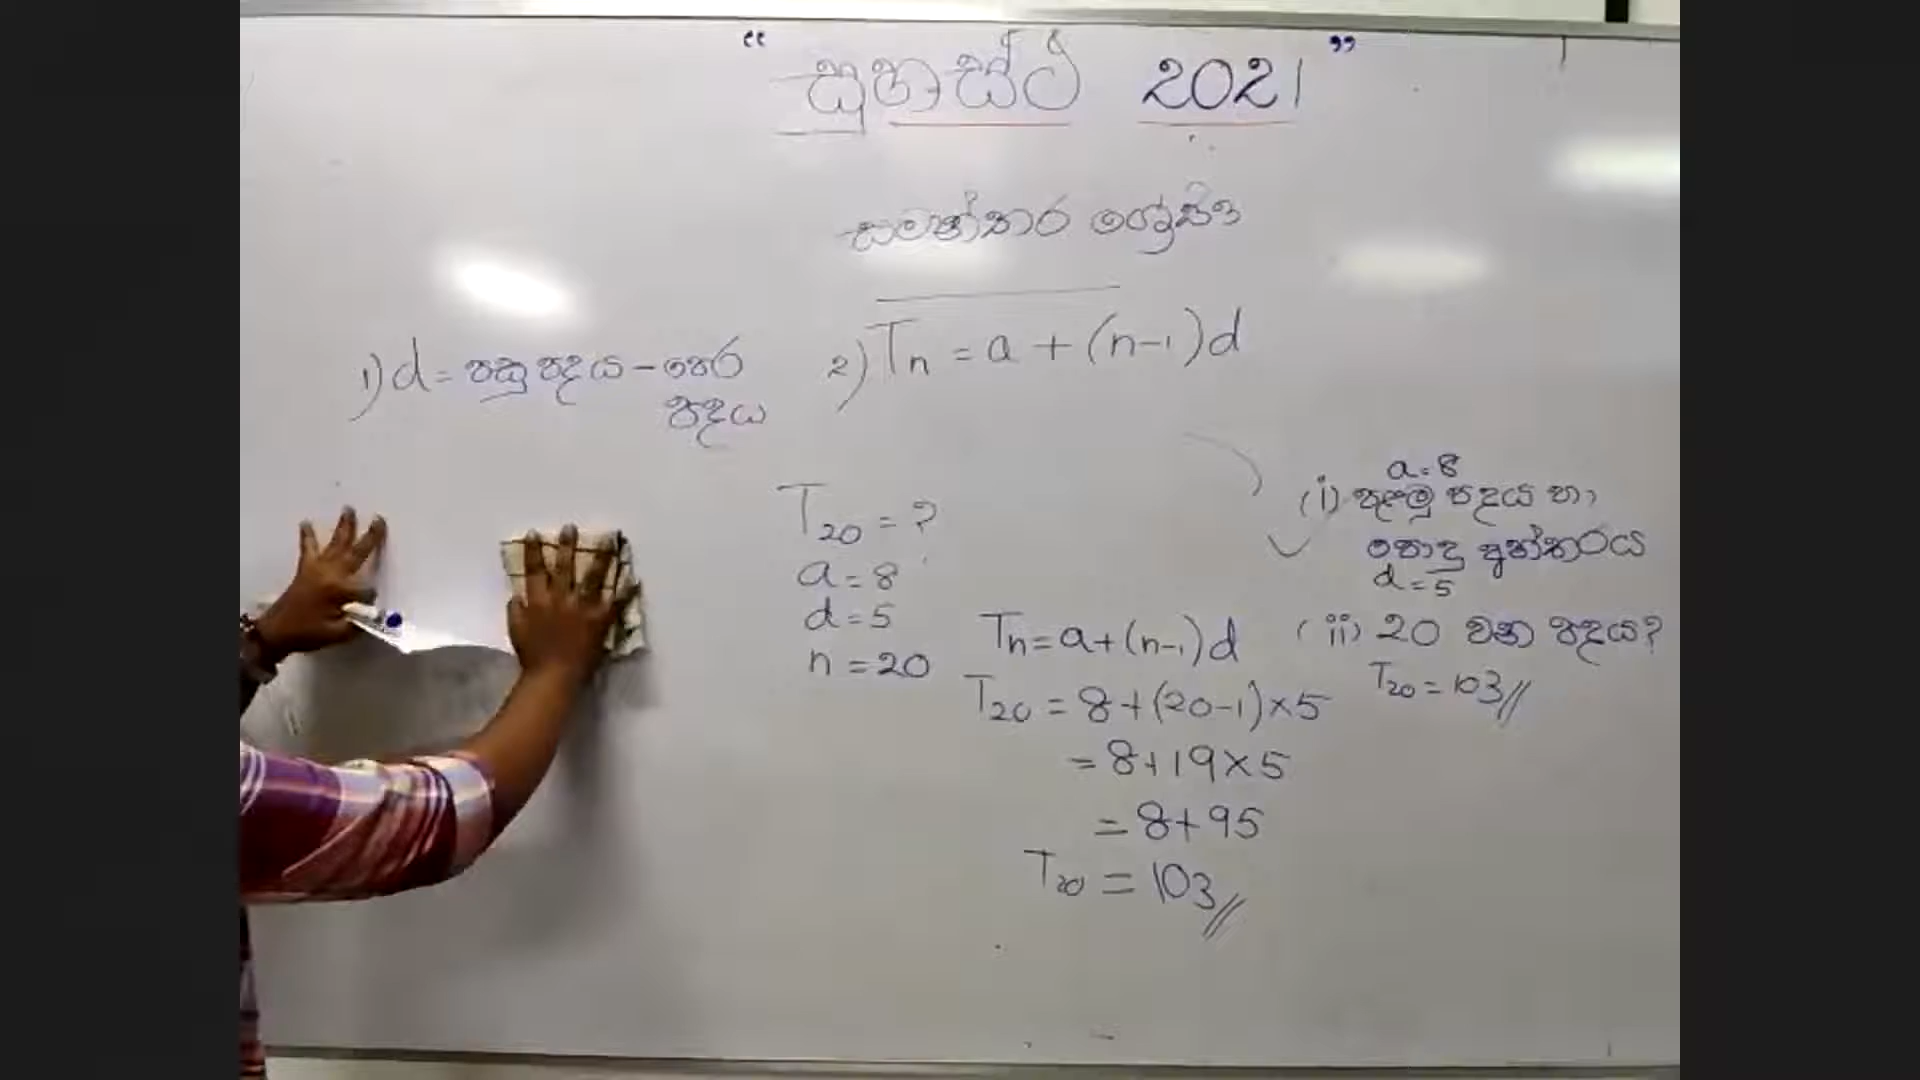 " සුභාස්ට් 2021 "
සමාන්තර ශ්‍රේඪි
1) d = පසු පදය - පෙර
පදය
2) Tn = a + (n-1)d
T20 = ?
a = 8
d = 5
n = 20
Tn = a + (n-1)d
T20 = 8 + (20-1) × 5
= 8 + 19 × 5
= 8 + 95
T20 = 103//
a = 8
(i) පළමු පදය හා
පොදු අන්තරය
d = 5
(ii) 20 වන පදය?
T20 = 103//